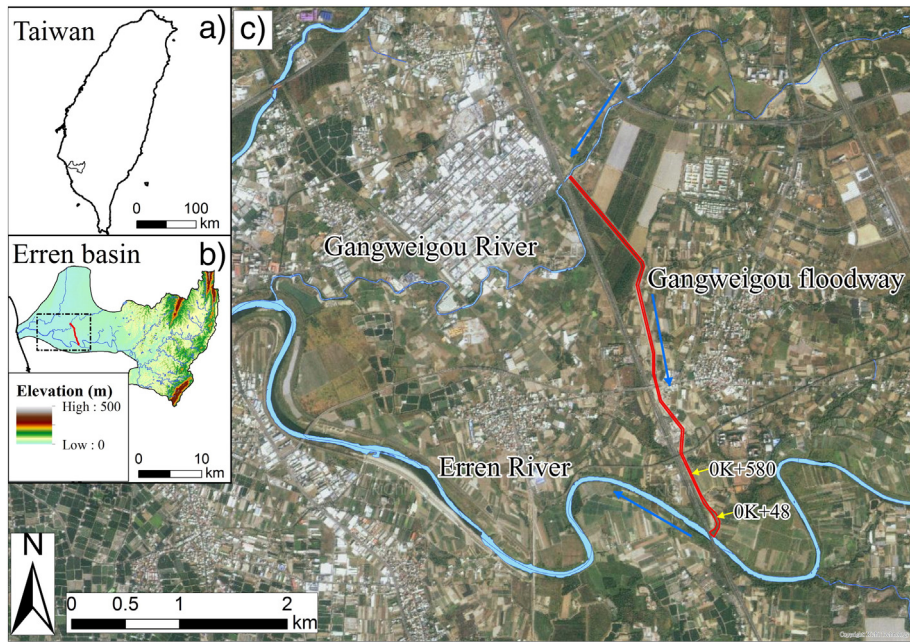 Taiwan
a)
0 100
km
Erren basin
b)
Elevation (m)
High : 500
Low : 0
0 10
km
c)
Gangweigou River
Gangweigou floodway
Erren River
0K+580
0K+48
N
0 0.5 1 2
km